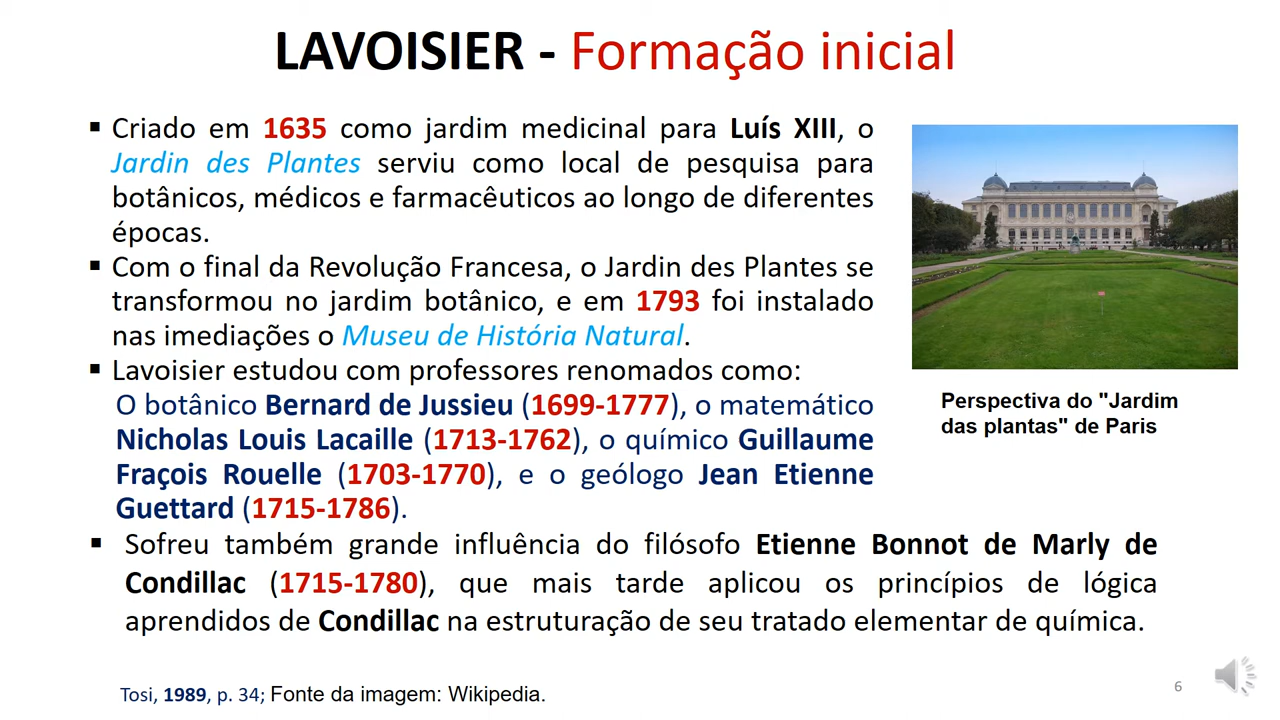 LAVOISIER - Formação inicial
▪ Criado em 1635 como jardim medicinal para Luís XIII, o
Jardin des Plantes serviu como local de pesquisa para
botânicos, médicos e farmacêuticos ao longo de diferentes
épocas.
▪ Com o final da Revolução Francesa, o Jardin des Plantes se
transformou no jardim botânico, e em 1793 foi instalado
nas imediações o Museu de História Natural.
▪ Lavoisier estudou com professores renomados como:
O botânico Bernard de Jussieu (1699-1777), o matemático
Nicholas Louis Lacaille (1713-1762), o químico Guillaume
Fraçois Rouelle (1703-1770), e o geólogo Jean Etienne
Guettard (1715-1786).
▪ Sofreu também grande influência do filósofo Etienne Bonnot de Marly de
Condillac (1715-1780), que mais tarde aplicou os princípios de lógica
aprendidos de Condillac na estruturação de seu tratado elementar de química.
Perspectiva do "Jardim
das plantas" de Paris
Tosi, 1989, p. 34; Fonte da imagem: Wikipedia.
6